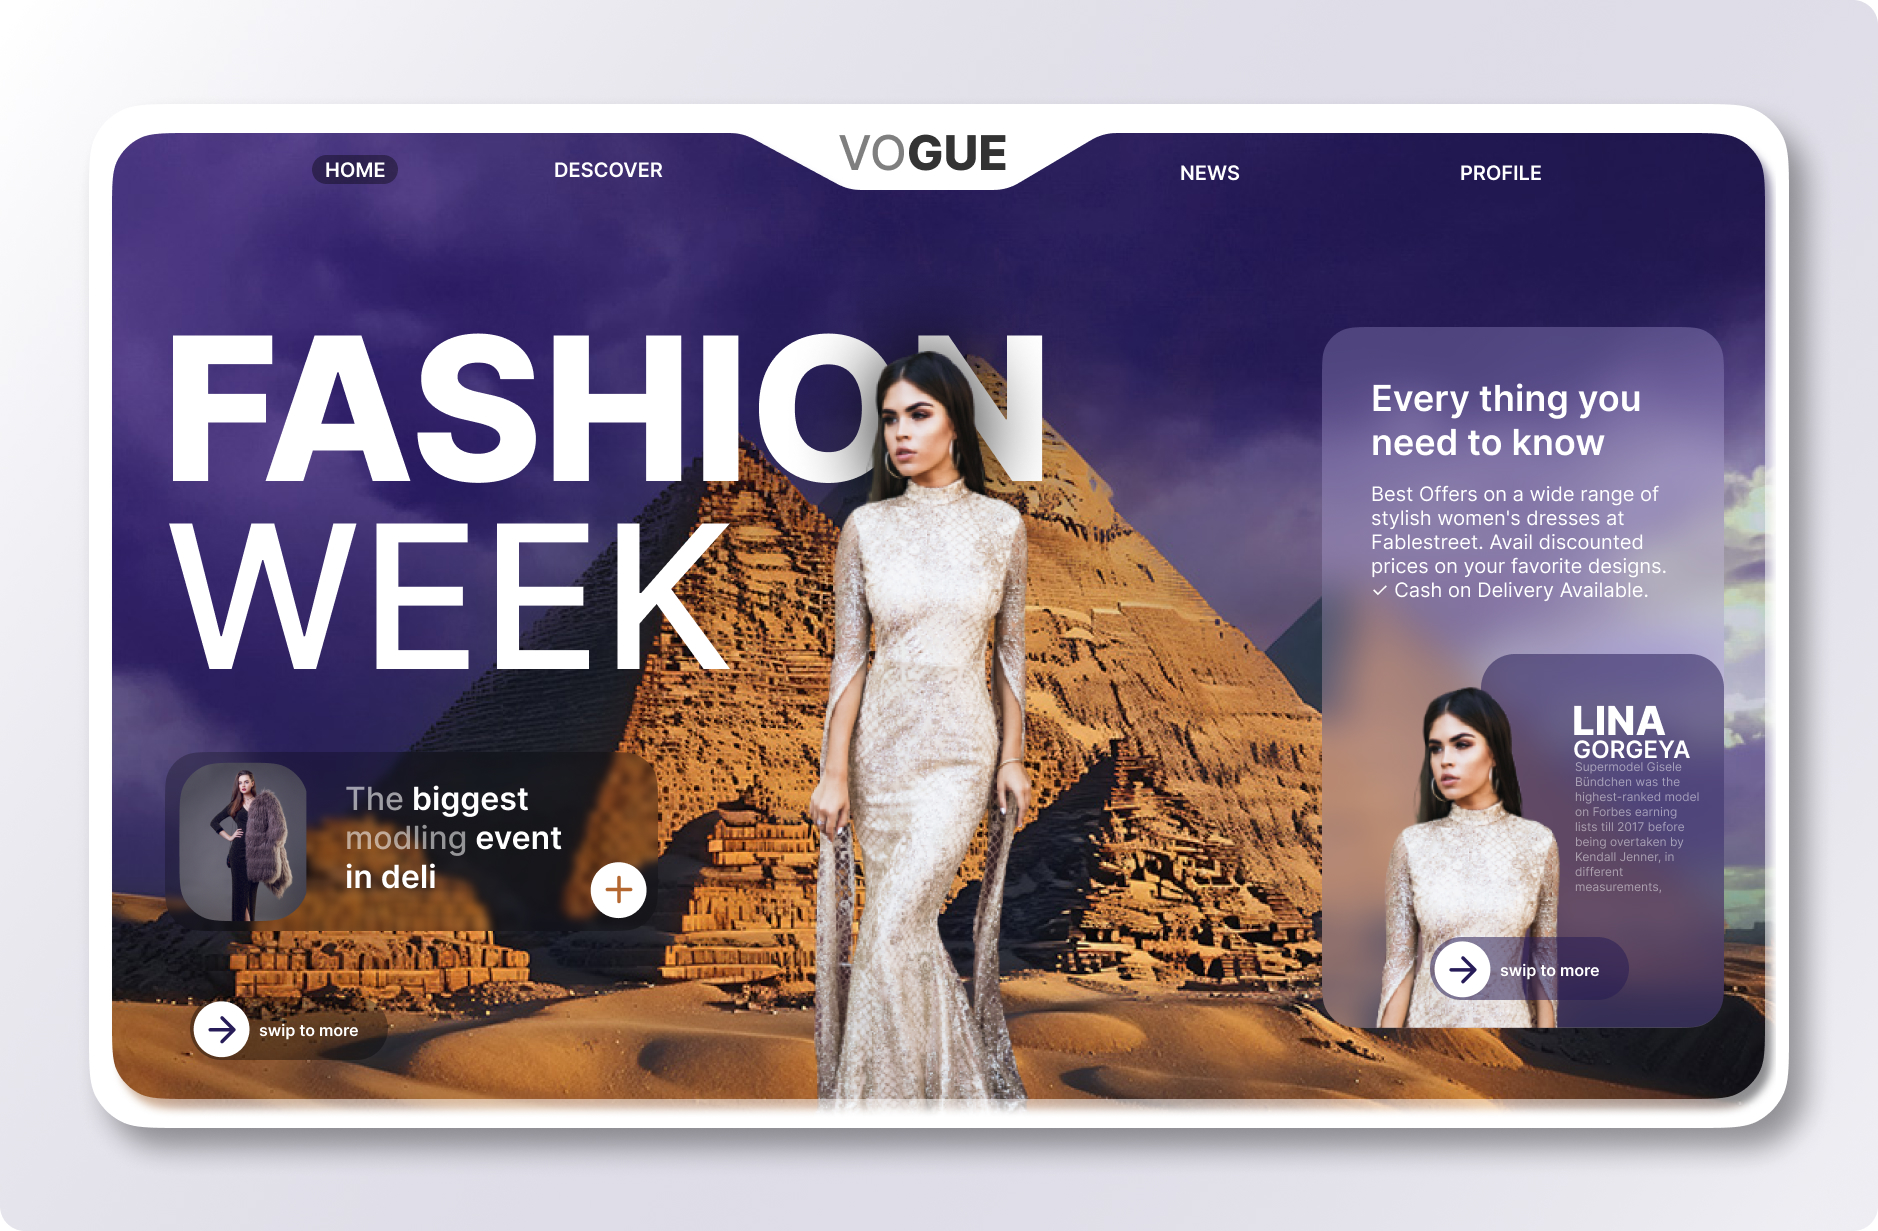 VOGUE
HOME
DESCOVER
NEWS
PROFILE
FASHION
WEEK
Every thing you
need to know
Best Offers on a wide range of
stylish women's dresses at
Fablestreet. Avail discounted
prices on your favorite designs.
✓ Cash on Delivery Available.
LINA
GORGEYA
Supermodel Gisele
Bündchen was the
highest-ranked model
on Forbes earning
lists till 2017 before
being overtaken by
Kendall Jenner, in
different
measurements,
swip to more
The biggest
modling event
in deli
swip to more